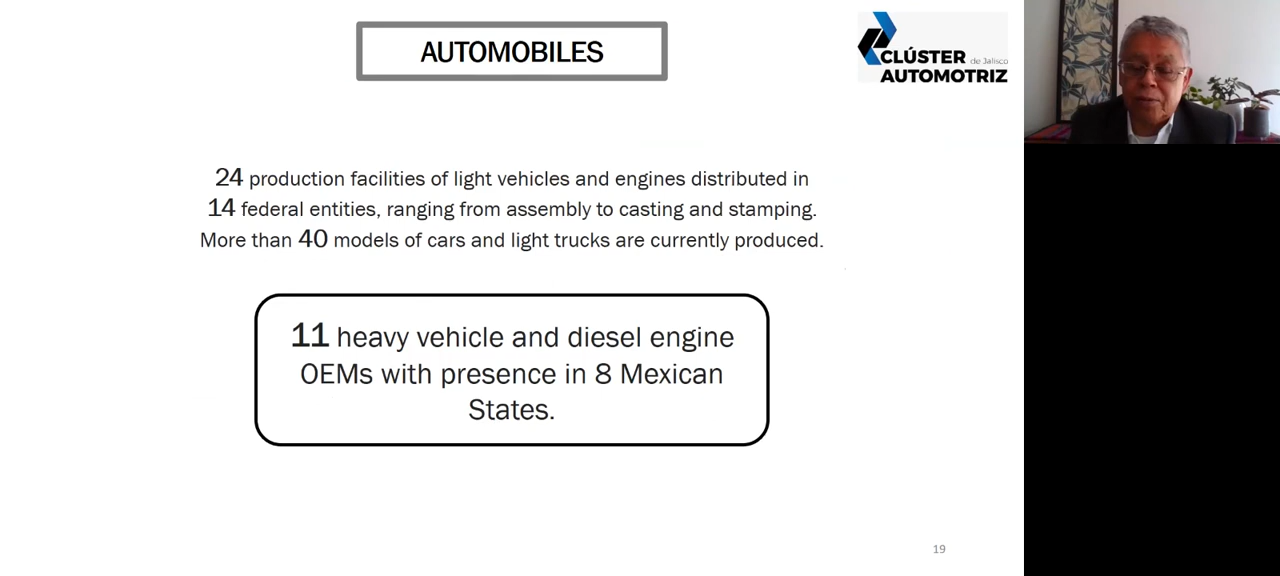 AUTOMOBILES
CLÚSTER de Jalisco
AUTOMOTRIZ
24 production facilities of light vehicles and engines distributed in
14 federal entities, ranging from assembly to casting and stamping.
More than 40 models of cars and light trucks are currently produced.
11 heavy vehicle and diesel engine
OEMs with presence in 8 Mexican
States.
19